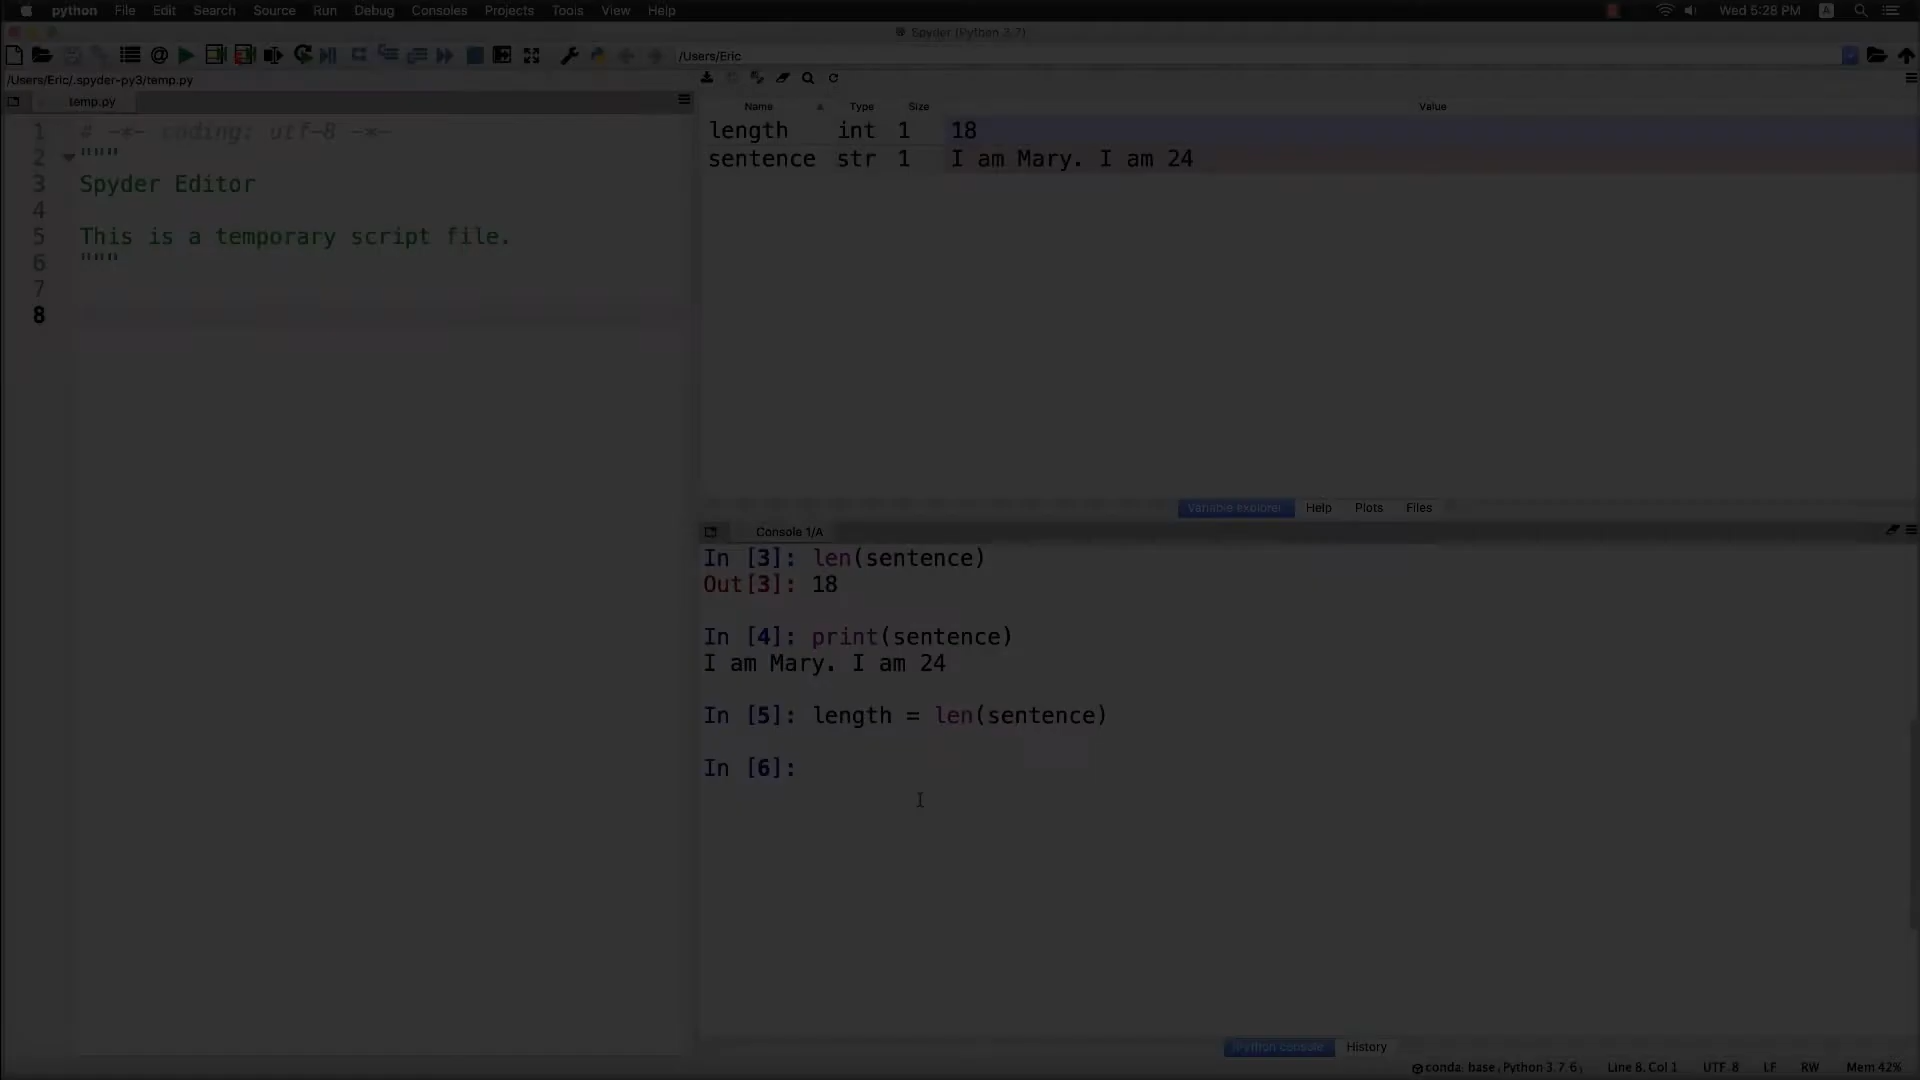 python File Edit Search Source Run Debug Consoles Projects Tools View Help Wed 5:28 PM A
Spyder (Python 3.7)
/Users/Eric
/Users/Eric/.spyder-py3/temp.py
temp.py
1 # -*- coding: utf-8 -*-
2 """
3 Spyder Editor
4
5 This is a temporary script file.
6 """
7
8
Name Type Size Value
length int 1 18
sentence str 1 I am Mary. I am 24
Variable explorer Help Plots Files
Console 1/A
In [3]: len(sentence)
Out[3]: 18
In [4]: print(sentence)
I am Mary. I am 24
In [5]: length = len(sentence)
In [6]:
IPython console History
conda: base (Python 3.7.6) Line 8, Col 1 UTF-8 LF RW Mem 42%